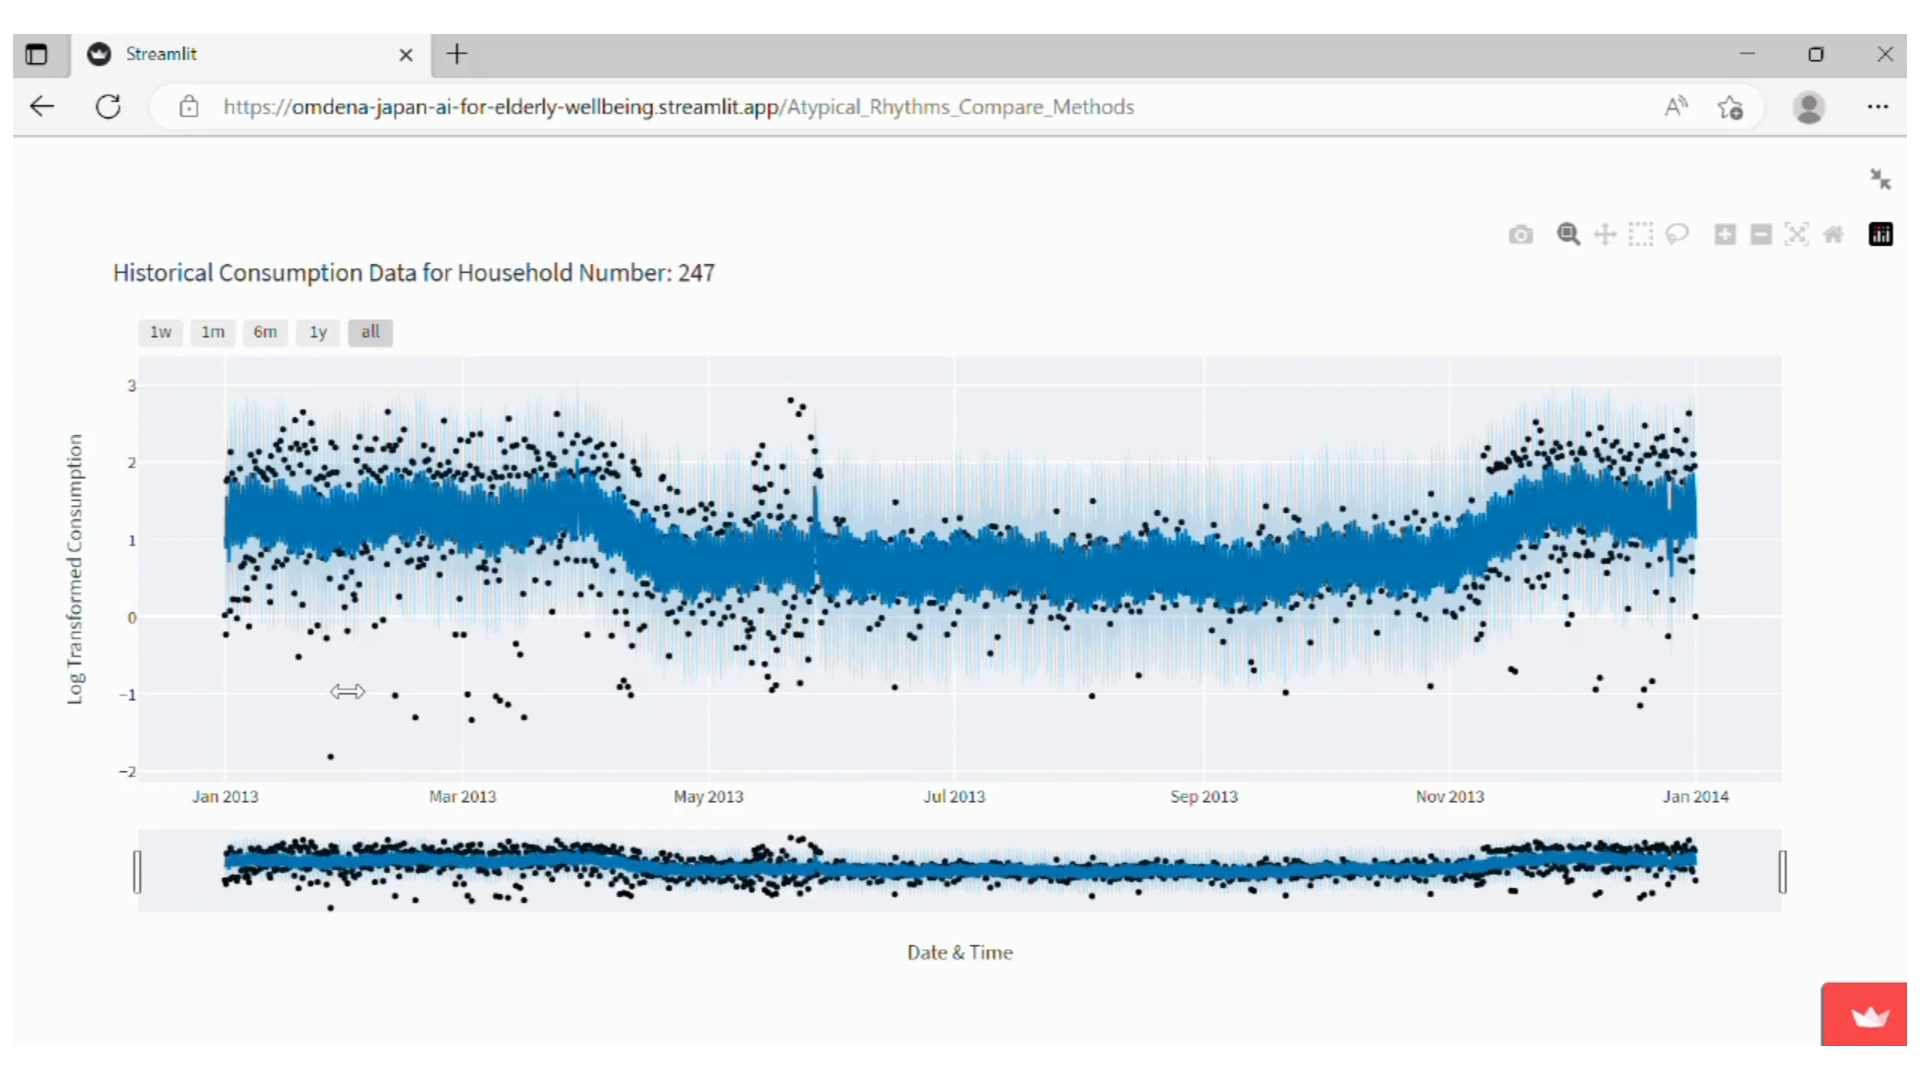 Streamlit
https://omdena-japan-ai-for-elderly-wellbeing.streamlit.app/Atypical_Rhythms_Compare_Methods
Historical Consumption Data for Household Number: 247
1w 1m 6m 1y all
Log Transformed Consumption
3
2
1
0
−1
−2
Jan 2013 Mar 2013 May 2013 Jul 2013 Sep 2013 Nov 2013 Jan 2014
Date & Time